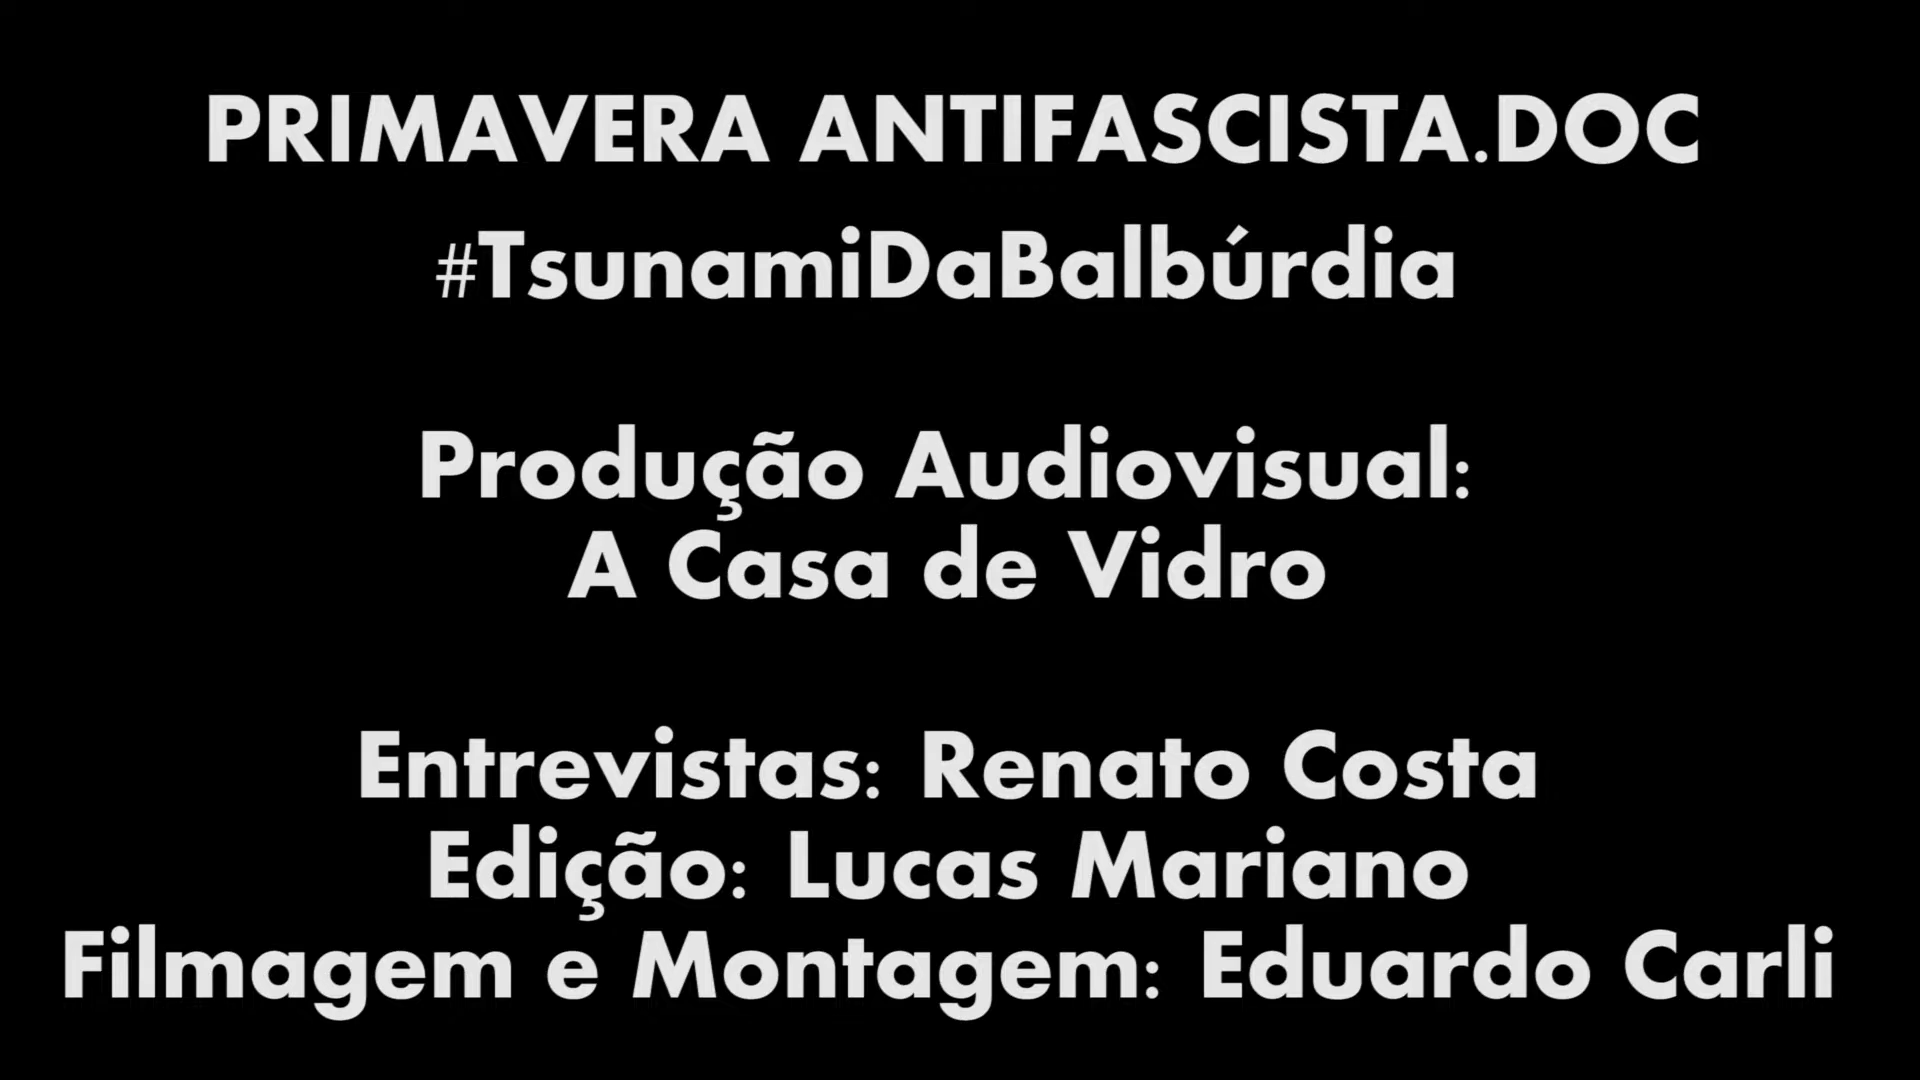 PRIMAVERA ANTIFASCISTA.DOC
#TsunamiDaBalbúrdia
Produção Audiovisual:
A Casa de Vidro
Entrevistas: Renato Costa
Edição: Lucas Mariano
Filmagem e Montagem: Eduardo Carli